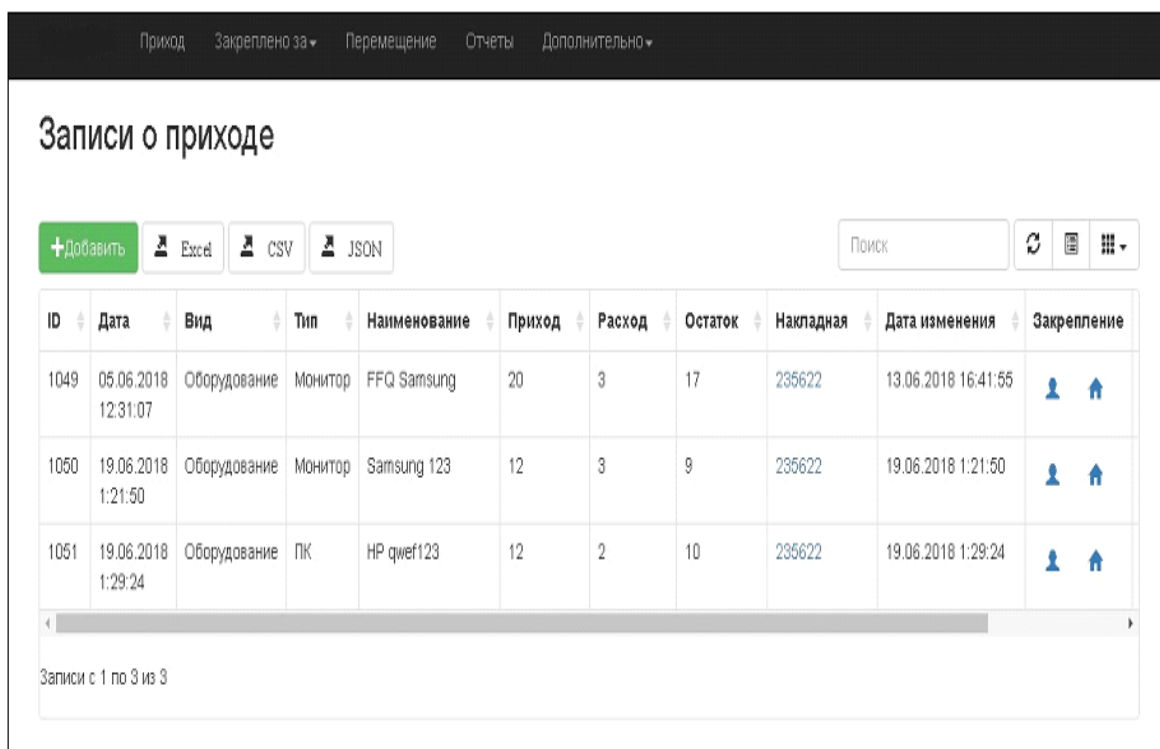 Приход Закреплено за Перемещение Отчеты Дополнительно
Записи о приходе
+Добавить Excel CSV JSON Поиск
ID Дата Вид Тип Наименование Приход Расход Остаток Накладная Дата изменения Закрепление
1049 05.06.2018 Оборудование Монитор FFQ Samsung 20 3 17 235622 13.06.2018 16:41:55
12:31:07
1050 19.06.2018 Оборудование Монитор Samsung 123 12 3 9 235622 19.06.2018 1:21:50
1:21:50
1051 19.06.2018 Оборудование ПК HP qwef123 12 2 10 235622 19.06.2018 1:29:24
1:29:24
Записи с 1 по 3 из 3